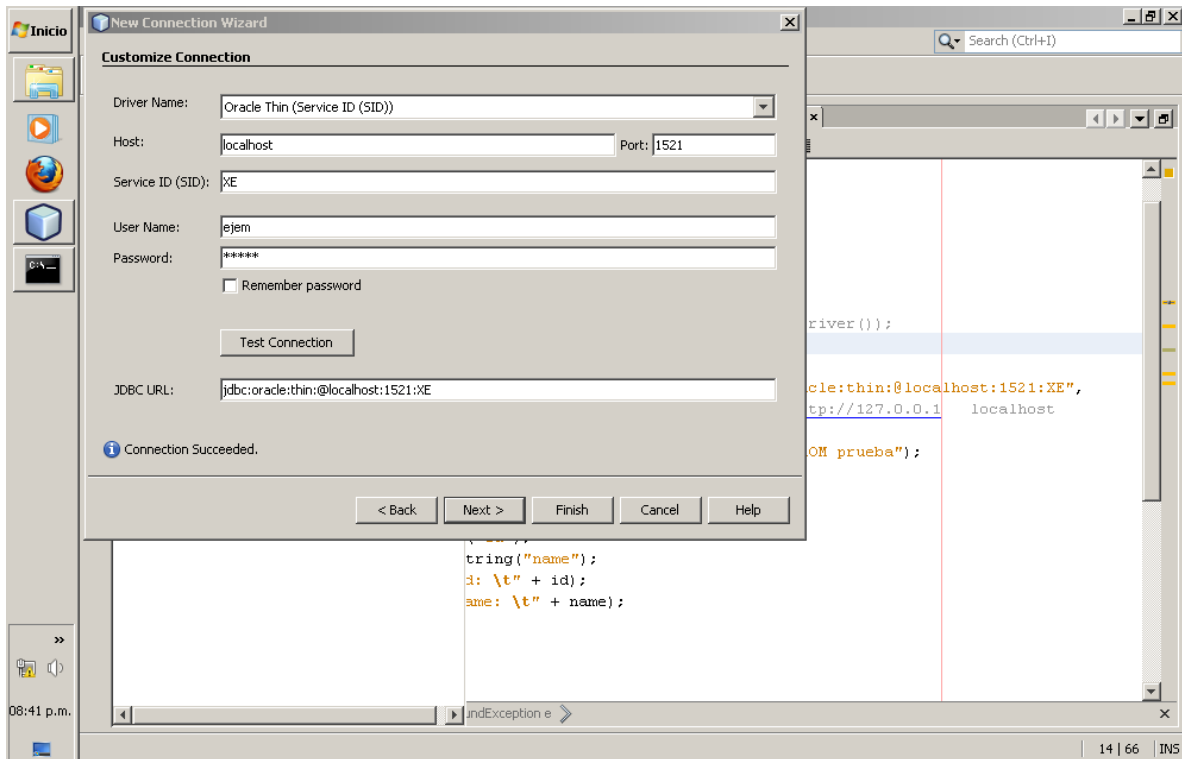 Inicio
New Connection Wizard
Search (Ctrl+I)
Customize Connection
Driver Name: Oracle Thin (Service ID (SID))
Host: localhost Port: 1521
Service ID (SID): XE
User Name: ejem
Password: *****
Remember password
river());
Test Connection
JDBC URL: jdbc:oracle:thin:@localhost:1521:XE
cle:thin:@localhost:1521:XE",
tp://127.0.0.1 localhost
Connection Succeeded.
OM prueba");
< Back Next > Finish Cancel Help
tring("name");
d: \t" + id);
ame: \t" + name);
»
08:41 p.m.
undException e
14 | 66 INS